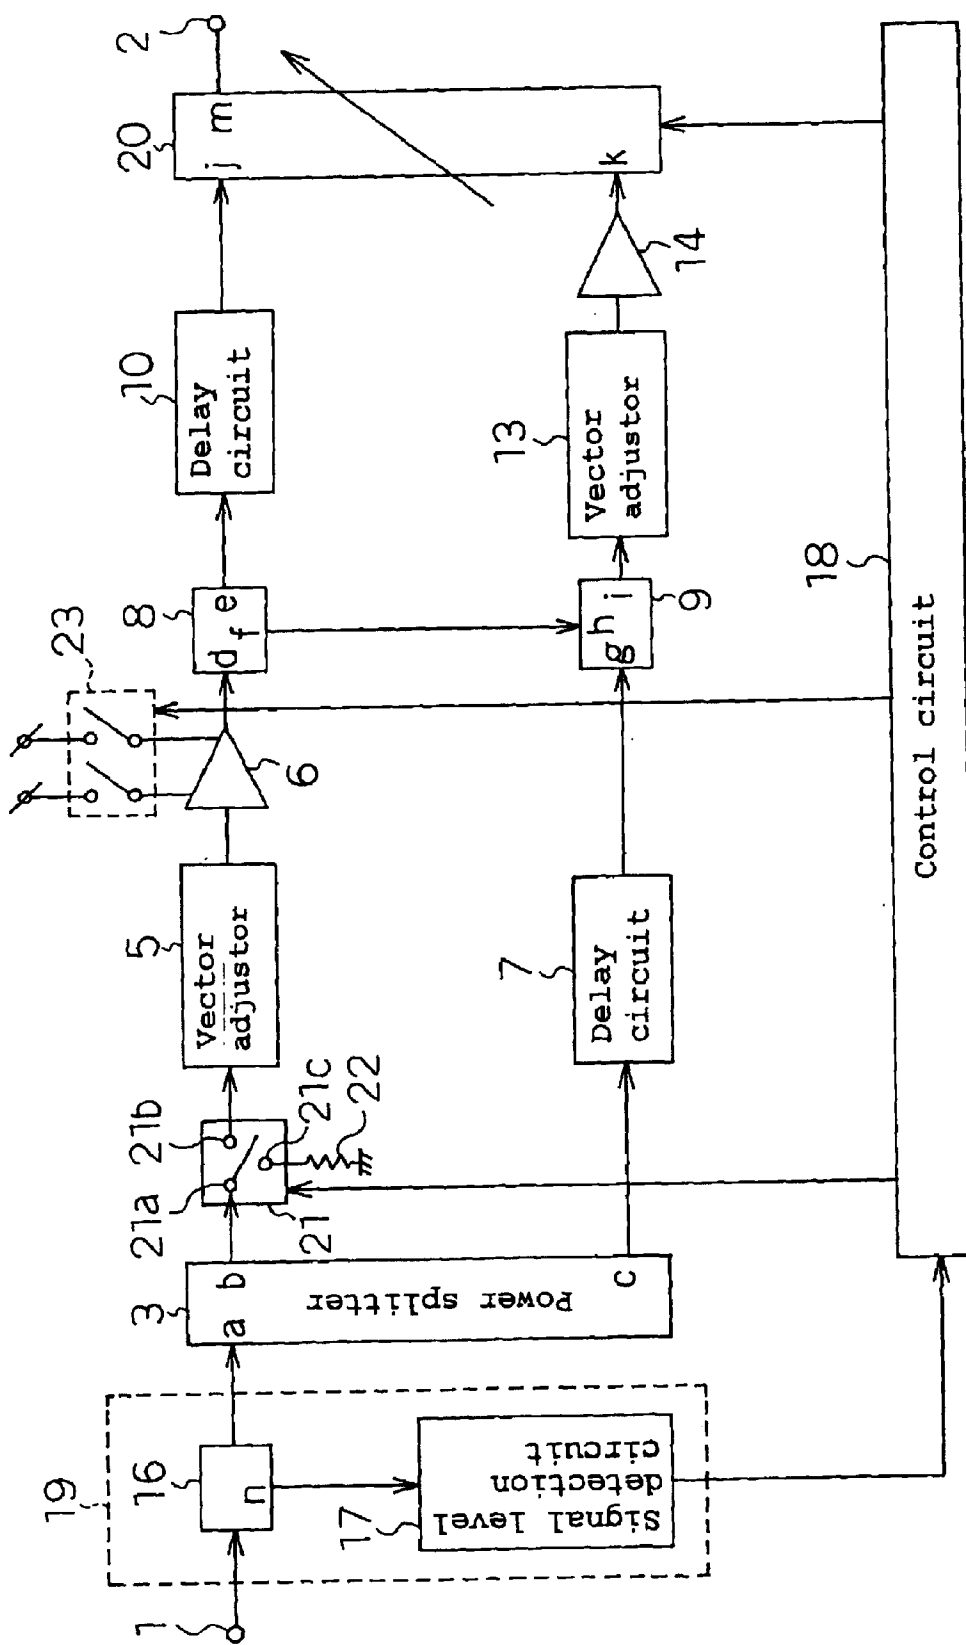 1
19
16
n
17
Signal level
detection
circuit
3
a
b
Power splitter
c
21a
21b
21
21c
22
5
Vector
adjustor
7
Delay
circuit
6
23
8
d
f
e
g
h
i
9
10
Delay
circuit
13
Vector
adjustor
14
20
j
m
k
2
18
Control circuit